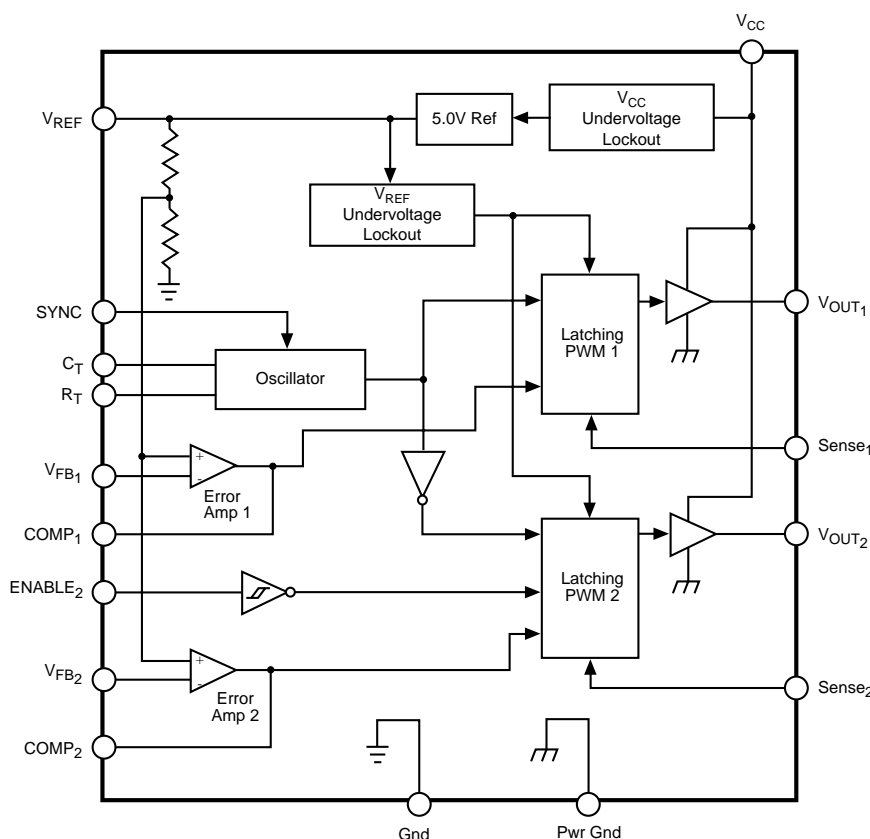 VCC
VREF
5.0V Ref
VCC
Undervoltage
Lockout
VREF
Undervoltage
Lockout
SYNC
CT
RT
Oscillator
Latching
PWM 1
VOUT1
Sense1
VFB1
+
-
Error
Amp 1
COMP1
ENABLE2
Latching
PWM 2
VOUT2
VFB2
+
-
Error
Amp 2
Sense2
COMP2
Gnd
Pwr Gnd